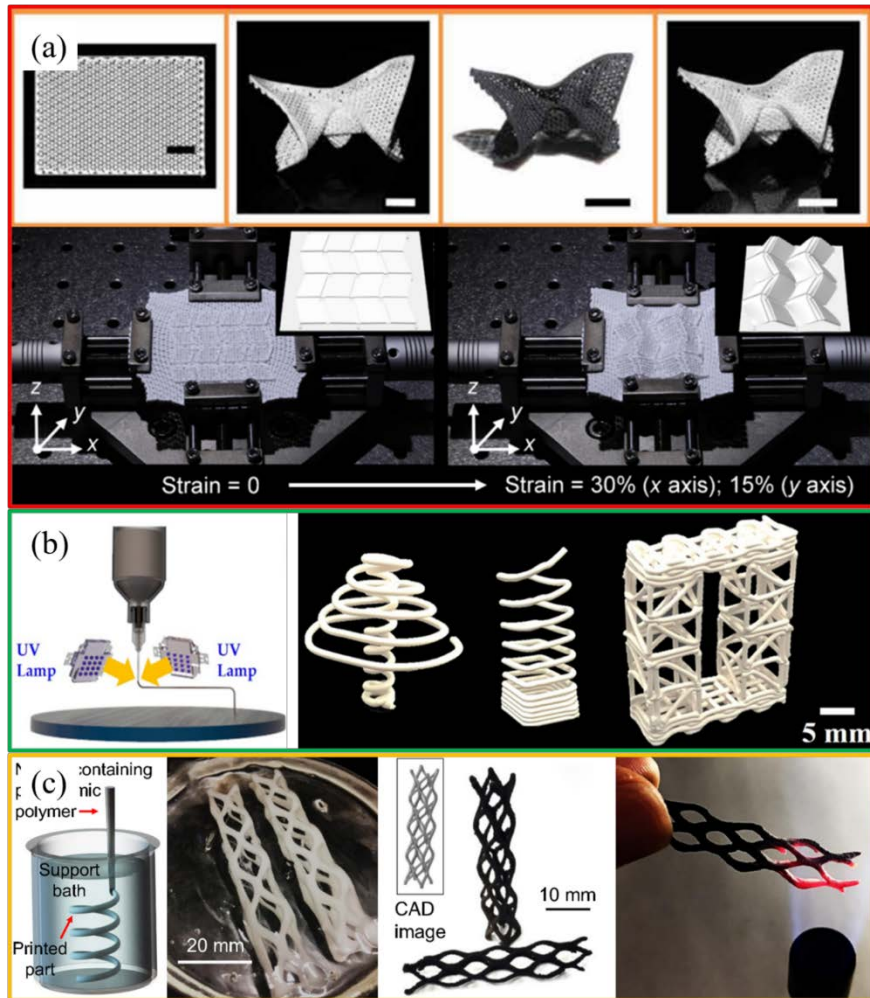 (a)
z
y
x
z
y
x
Strain = 0
Strain = 30% (x axis); 15% (y axis)
(b)
UV
Lamp
UV
Lamp
5 mm
(c)
containing
polymer
Support
bath
Printed
part
20 mm
CAD
image
10 mm